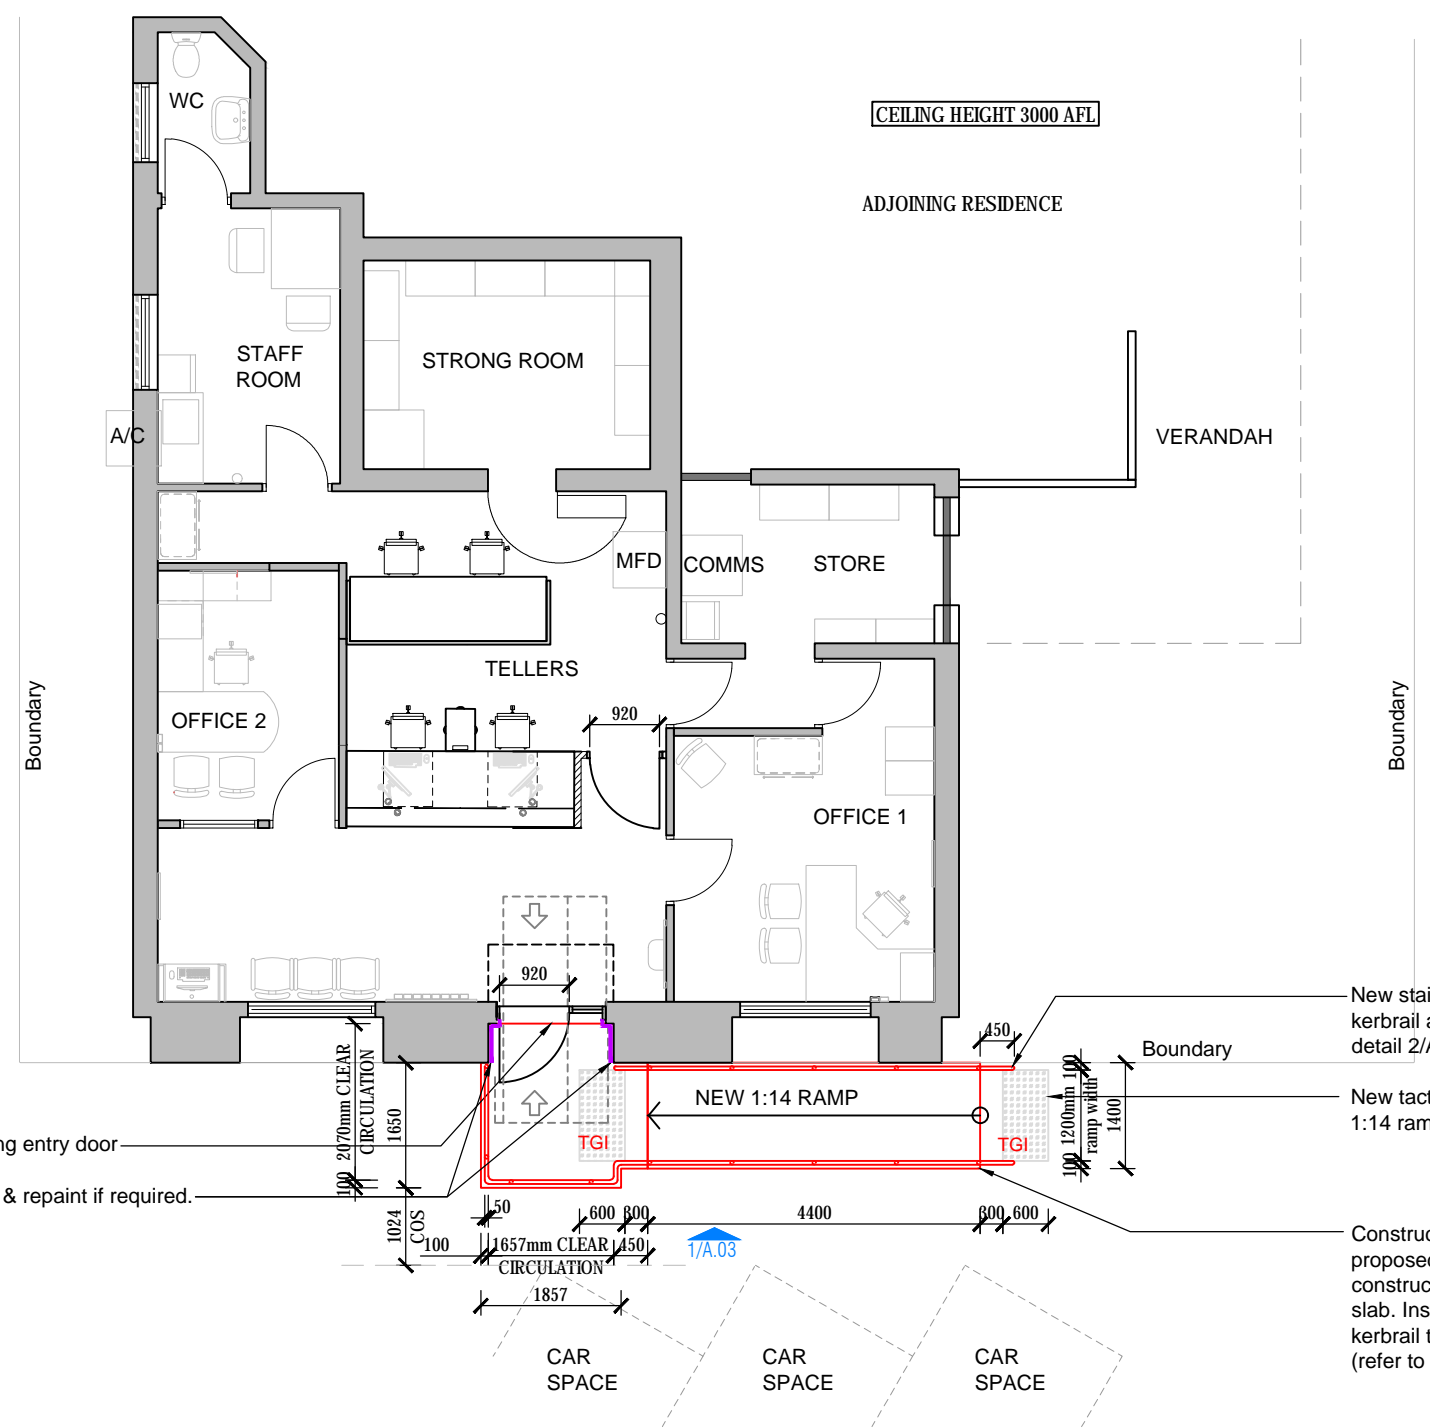 WC
CEILING HEIGHT 3000 AFL
ADJOINING RESIDENCE
STAFF
ROOM
STRONG ROOM
A/C
VERANDAH
MFD
COMMS
STORE
TELLERS
OFFICE 2
920
OFFICE 1
Boundary
Boundary
920
450
Boundary
New stai
kerbrail a
detail 2/A
NEW 1:14 RAMP
New tact
1:14 ram
TGI
TGI
100
1200mm
ramp width
100
1400
2070mm CLEAR
CIRCULATION
100
1650
1024
COS
ng entry door
& repaint if required.
50
600
300
4400
300
600
100
1657mm CLEAR
CIRCULATION
450
1/A.03
1857
Construc
proposed
construc
slab. Ins
kerbrail t
(refer to
CAR
SPACE
CAR
SPACE
CAR
SPACE